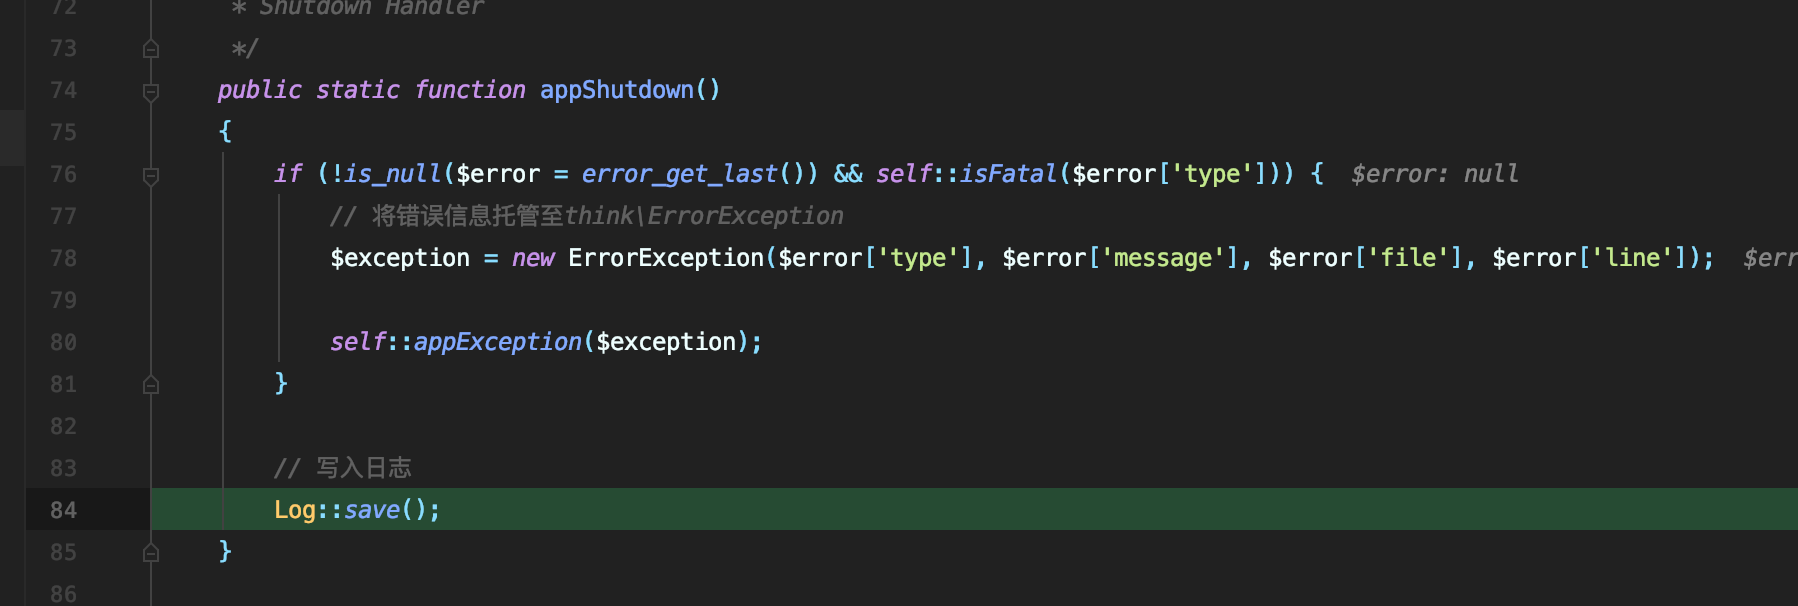 72 * Shutdown Handler
73 */
74 public static function appShutdown()
75 {
76 if (!is_null($error = error_get_last()) && self::isFatal($error['type'])) { $error: null
77 // 将错误信息托管至think\ErrorException
78 $exception = new ErrorException($error['type'], $error['message'], $error['file'], $error['line']); $err
79
80 self::appException($exception);
81 }
82
83 // 写入日志
84 Log::save();
85 }
86